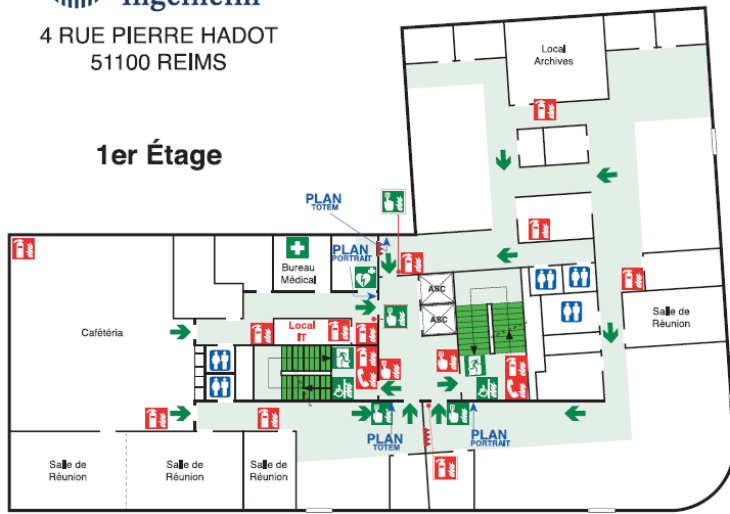 Ingelheim
4 RUE PIERRE HADOT
51100 REIMS
1er Étage
Local
Archives
PLAN
TOTEM
PLAN
PORTRAIT
Bureau
Médical
ASC
ASC
Cafétéria
Local
IT
Salle de
Réunion
PLAN
TOTEM
PLAN
PORTRAIT
Salle de
Réunion
Salle de
Réunion
Salle de
Réunion